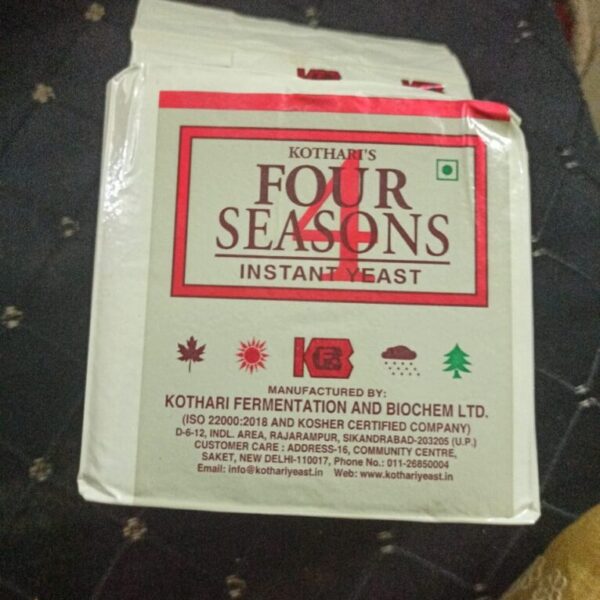 KOTHARI'S
4
FOUR
SEASONS
INSTANT YEAST
KFB
MANUFACTURED BY:
KOTHARI FERMENTATION AND BIOCHEM LTD.
(ISO 22000:2018 AND KOSHER CERTIFIED COMPANY)
D-6-12, INDL. AREA, RAJARAMPUR, SIKANDRABAD-203205 (U.P.)
CUSTOMER CARE : ADDRESS-16, COMMUNITY CENTRE,
SAKET, NEW DELHI-110017, Phone No.: 011-26850004
Email: info@kothariyeast.in Web: www.kothariyeast.in